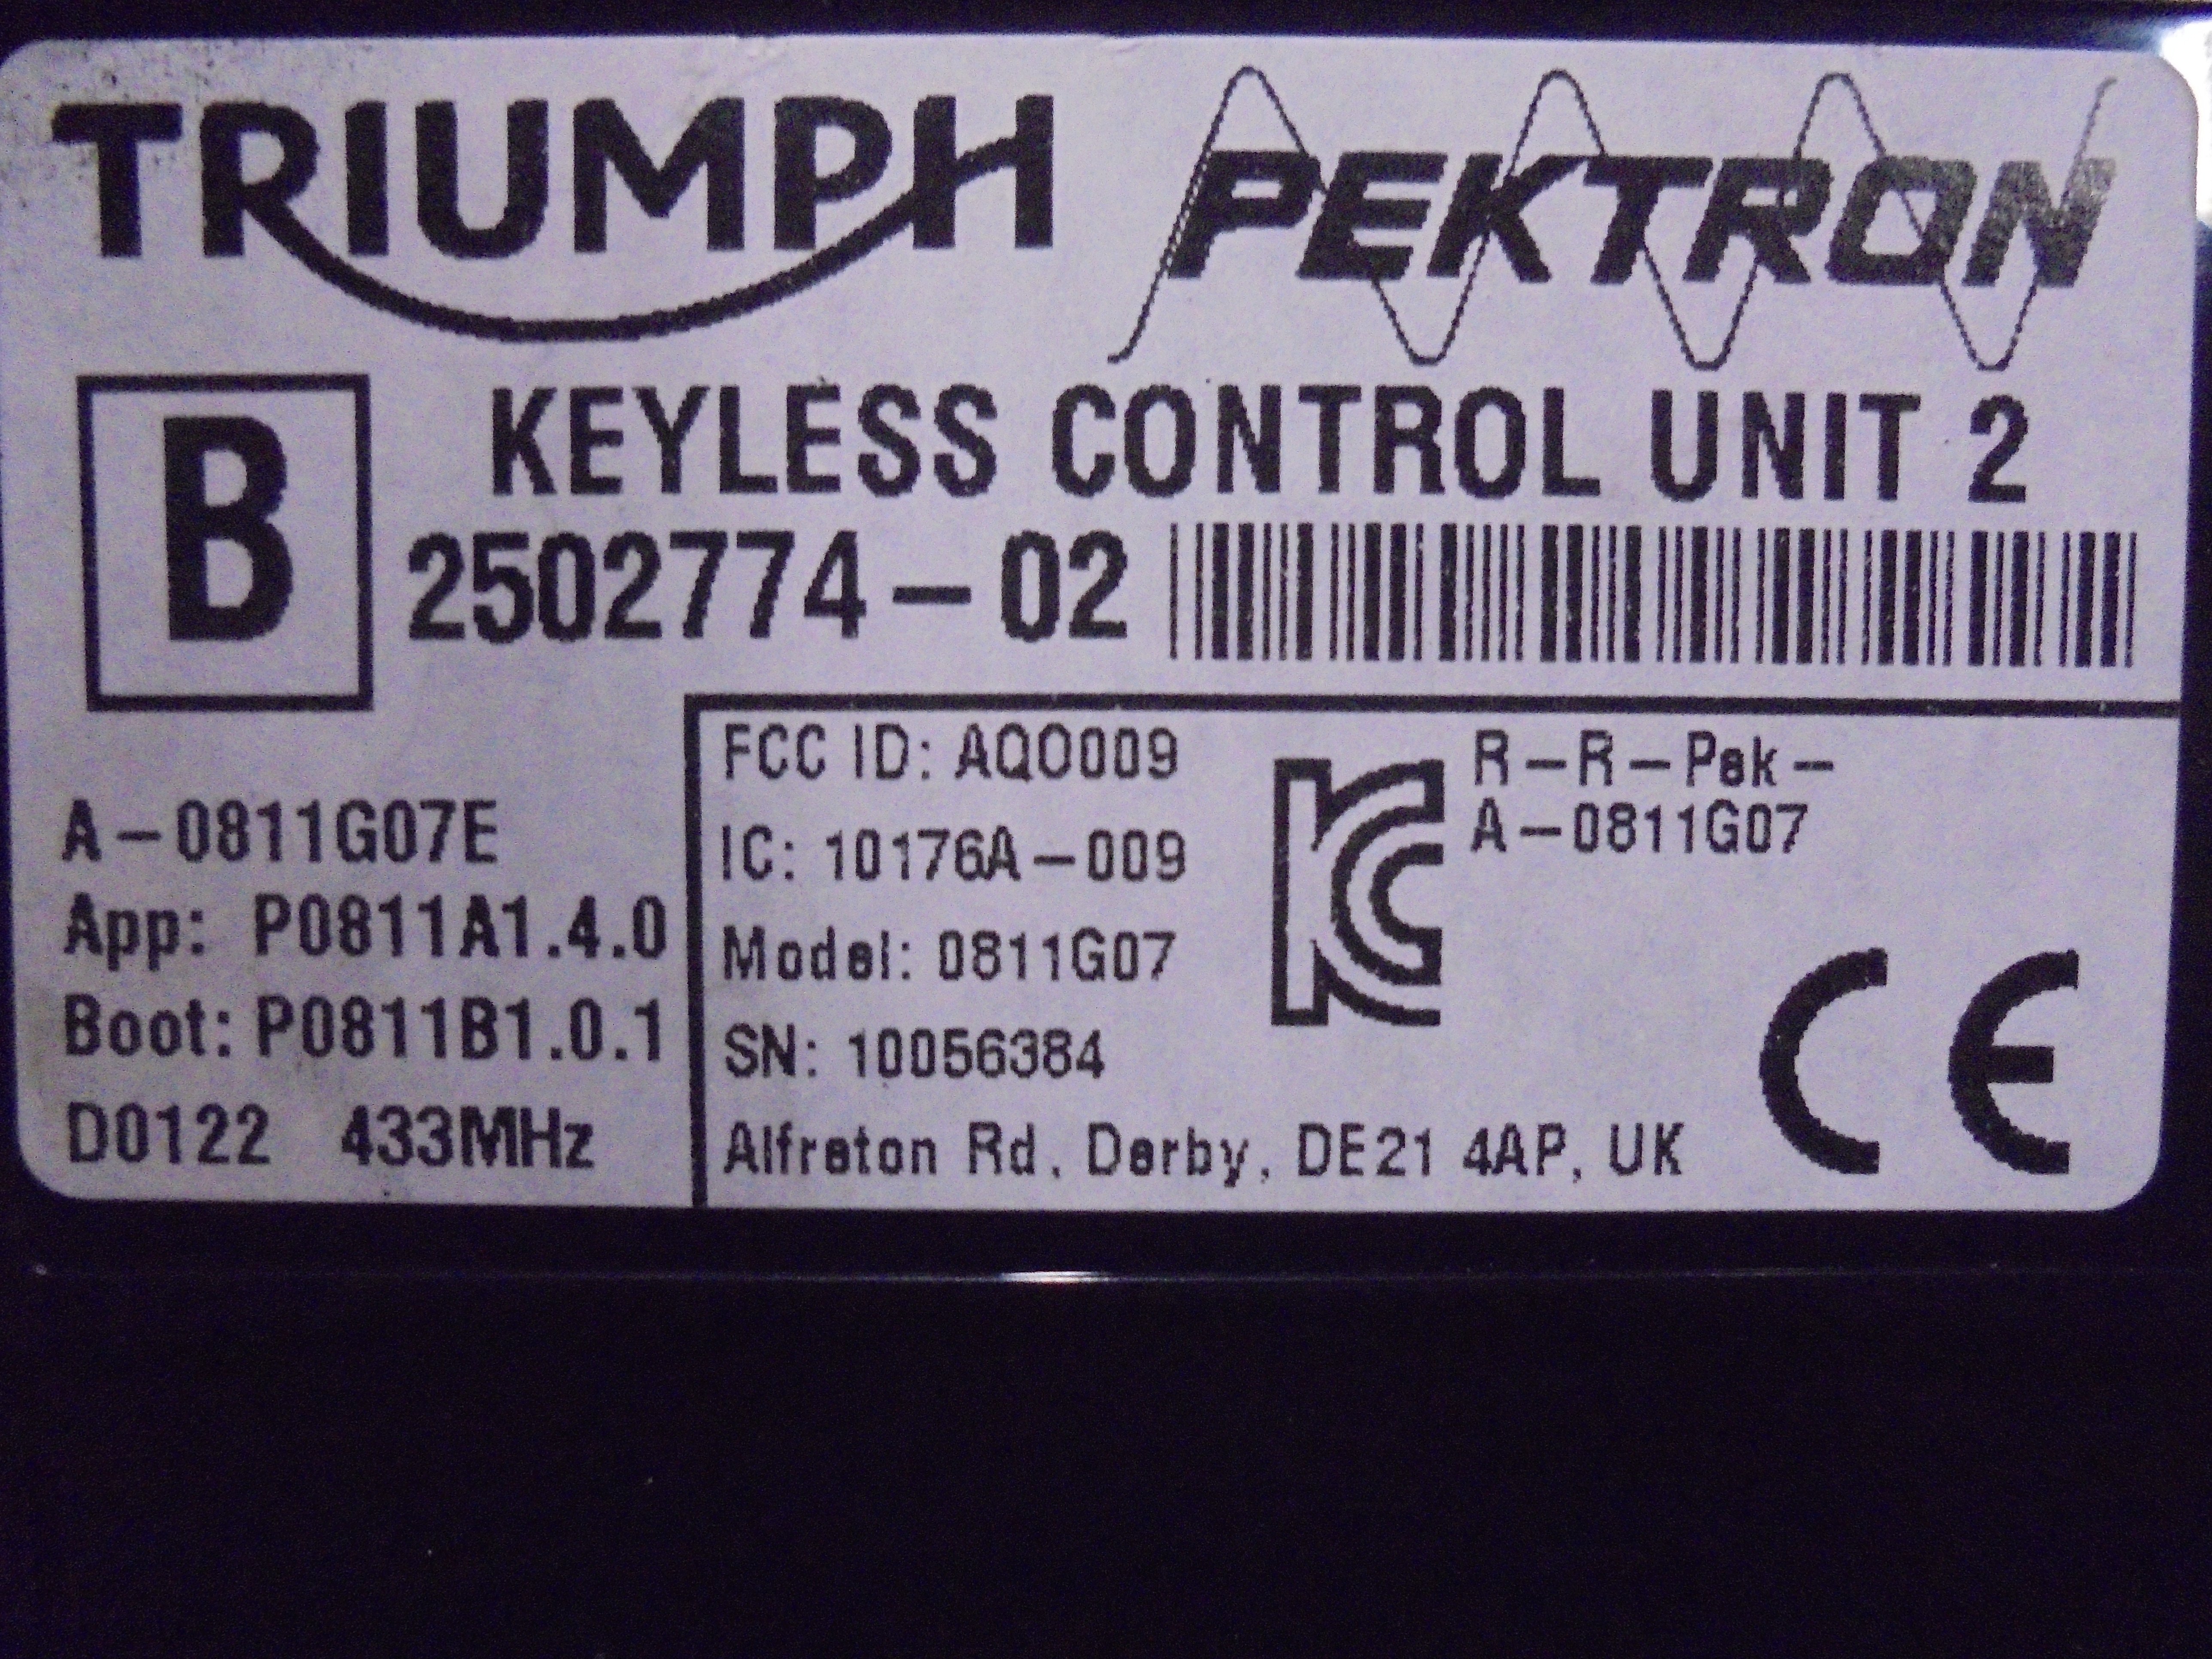 TRIUMPH PEKTRON
B
KEYLESS CONTROL UNIT 2
2502774-02
A-0811G07E
App: P0811A1.4.0
Boot: P0811B1.0.1
D0122 433MHz
FCC ID: AQO009
IC: 10176A-009
Model: 0811G07
SN: 10056384
Alfreton Rd, Derby, DE21 4AP, UK
R-R-Pek-
A-0811G07
CE